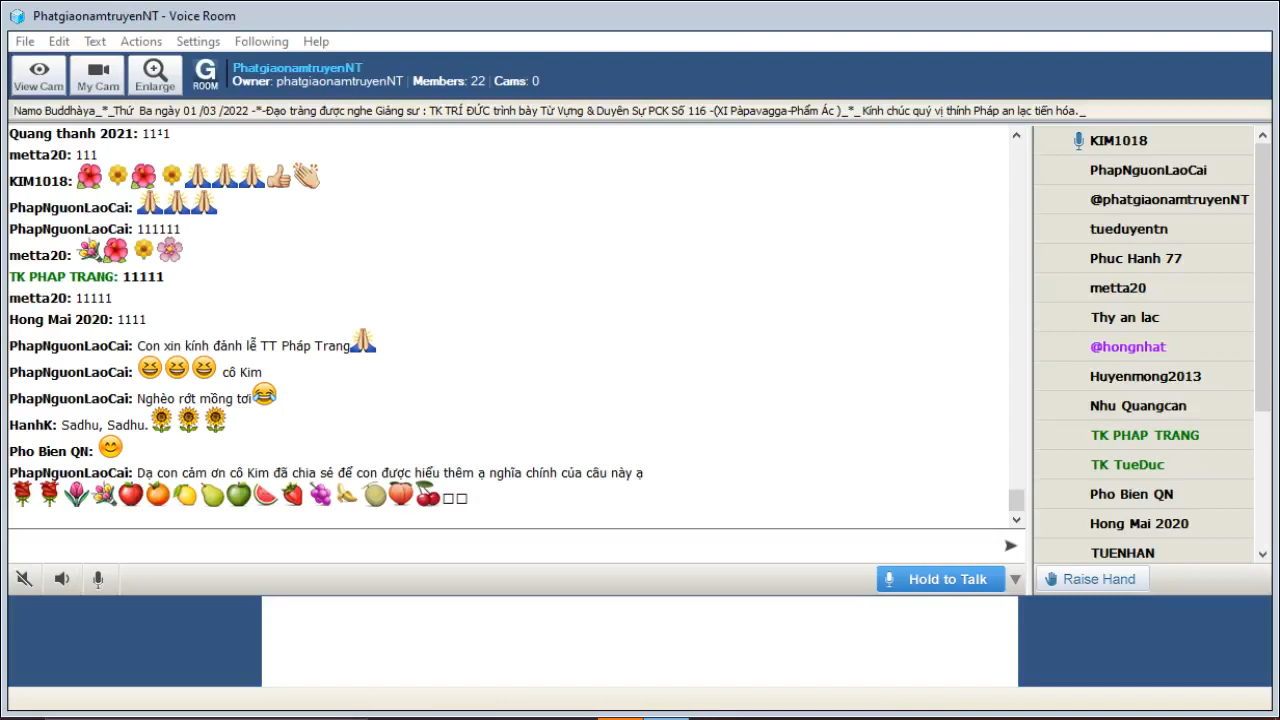 PhatgiaonamtruyenNT - Voice Room
File Edit Text Actions Settings Following Help
View Cam My Cam Enlarge G ROOM
PhatgiaonamtruyenNT
Owner: phatgiaonamtruyenNT | Members: 22 | Cams: 0
Namo Buddhàya_*_Thứ Ba ngày 01 /03 /2022 -*-Đạo tràng được nghe Giảng sư : TK TRÍ ĐỨC trình bày Từ Vựng & Duyên Sự PCK Số 116 -(XI Pàpavagga-Phẩm Ác )_*_ Kính chúc quý vị thính Pháp an lạc tiến hóa._
Quang thanh 2021: 11¹1
metta20: 111
KIM1018: 🌺🌼🌺🌼🙏🙏🙏👍👏
PhapNguonLaoCai: 🙏🙏🙏
PhapNguonLaoCai: 111111
metta20: 💐🌺🌼🌸
TK PHAP TRANG: 11111
metta20: 11111
Hong Mai 2020: 1111
PhapNguonLaoCai: Con xin kính đảnh lễ TT Pháp Trang🙏
PhapNguonLaoCai: 😆😆😆 cô Kim
PhapNguonLaoCai: Nghèo rớt mồng tơi😂
HanhK: Sadhu, Sadhu. 🌻🌻🌻
Pho Bien QN: 😊
PhapNguonLaoCai: Dạ con cảm ơn cô Kim đã chia sẻ để con được hiểu thêm ạ nghĩa chính của câu này ạ
🌹🌹🌷💐🍎🍊🍋🍐🍏🍉🍓🍇🍌🍈🍑🍒□□
KIM1018
PhapNguonLaoCai
@phatgiaonamtruyenNT
tueduyentn
Phuc Hanh 77
metta20
Thy an lac
@hongnhat
Huyenmong2013
Nhu Quangcan
TK PHAP TRANG
TK TueDuc
Pho Bien QN
Hong Mai 2020
TUENHAN
Hold to Talk
Raise Hand